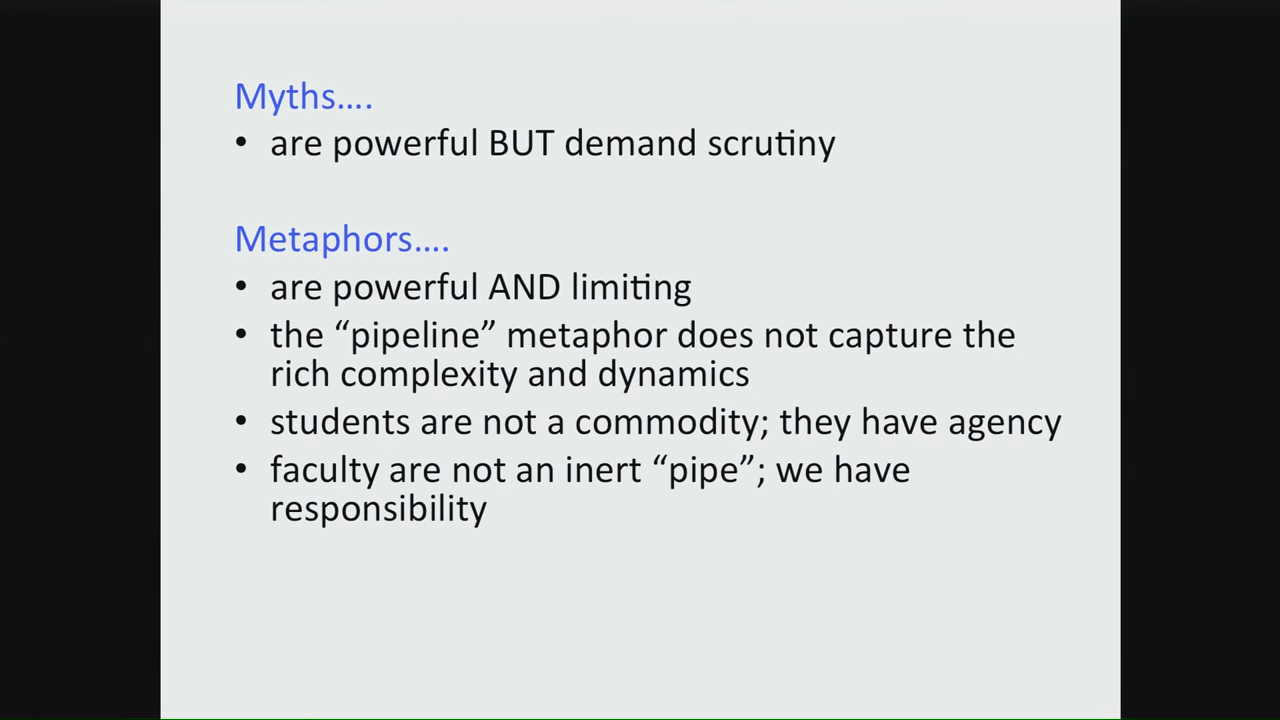 Myths….
• are powerful BUT demand scrutiny
Metaphors….
• are powerful AND limiting
• the “pipeline” metaphor does not capture the
rich complexity and dynamics
• students are not a commodity; they have agency
• faculty are not an inert “pipe”; we have
responsibility